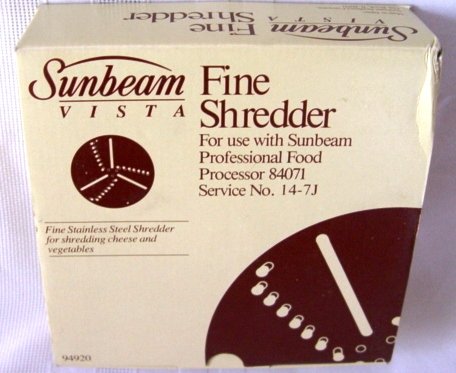 Sunbeam
VISTA
Fine
Shredder
Sunbeam
VISTA
Fine
Shredder
For use with Sunbeam
Professional Food
Processor 84071
Service No. 14-7J
Fine Stainless Steel Shredder
for shredding cheese and
vegetables
94920